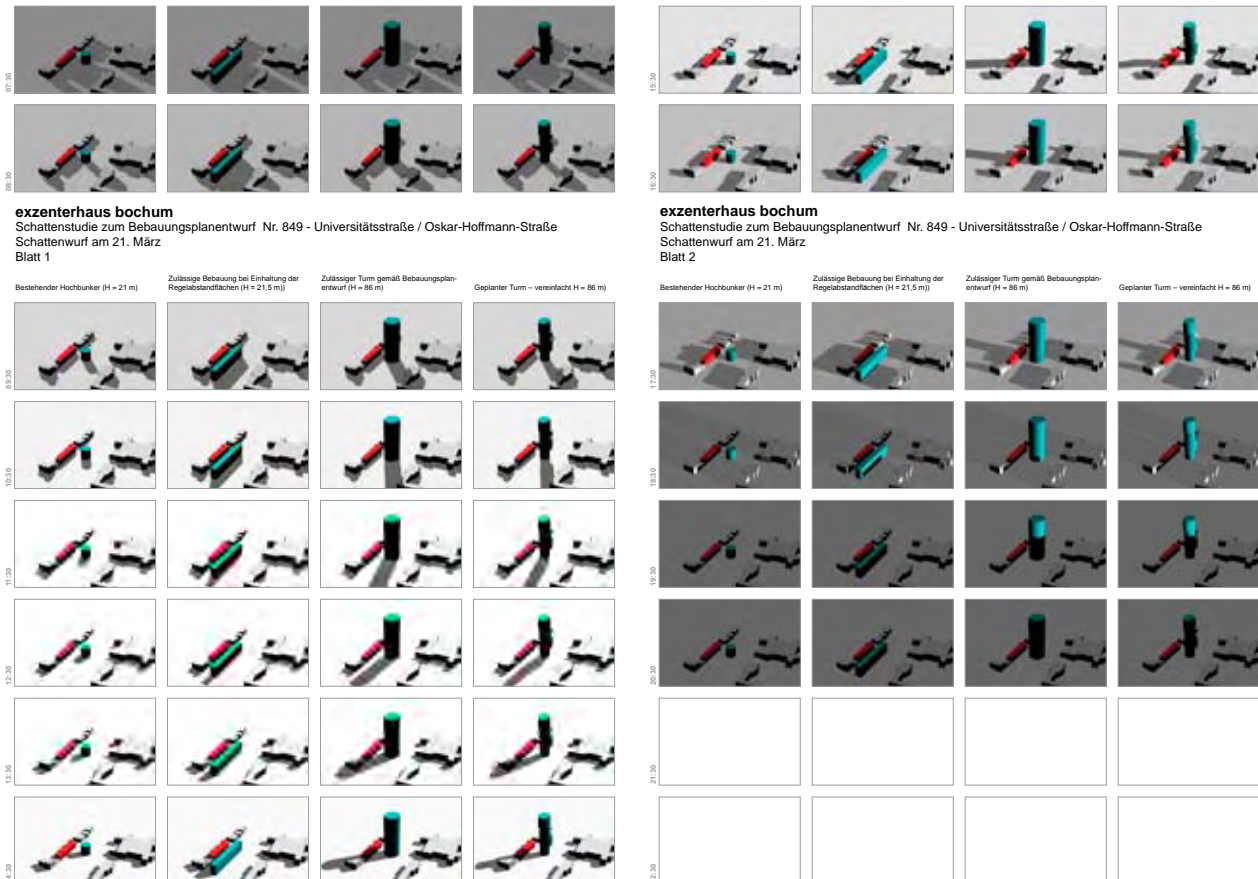 07:30
08:30
exzenterhaus bochum
Schattenstudie zum Bebauungsplanentwurf Nr. 849 - Universitätsstraße / Oskar-Hoffmann-Straße
Schattenwurf am 21. März
Blatt 1
Bestehender Hochbunker (H = 21 m)
Zulässige Bebauung bei Einhaltung der
Regelabstandflächen (H = 21,5 m))
Zulässiger Turm gemäß Bebauungsplan-
entwurf (H = 86 m)
Geplanter Turm – vereinfacht H = 86 m)
09:30
10:30
11:30
12:30
13:30
4:30
15:30
16:30
exzenterhaus bochum
Schattenstudie zum Bebauungsplanentwurf Nr. 849 - Universitätsstraße / Oskar-Hoffmann-Straße
Schattenwurf am 21. März
Blatt 2
Bestehender Hochbunker (H = 21 m)
Zulässige Bebauung bei Einhaltung der
Regelabstandflächen (H = 21,5 m))
Zulässiger Turm gemäß Bebauungsplan-
entwurf (H = 86 m)
Geplanter Turm – vereinfacht H = 86 m)
17:30
18:30
19:30
20:30
21:30
2:30